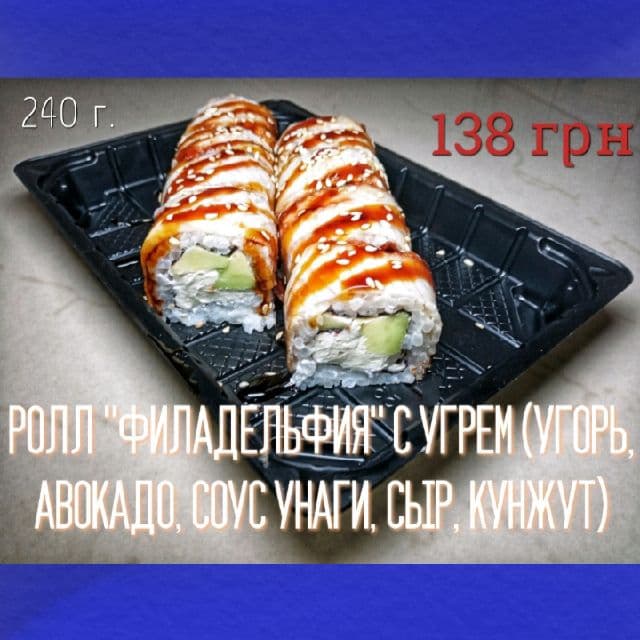 240 г.
138 грн
РОЛЛ "ФИЛАДЕЛЬФИЯ" С УГРЕМ (УГОРЬ,
АВОКАДО, СОУС УНАГИ, СЫР, КУНЖУТ)